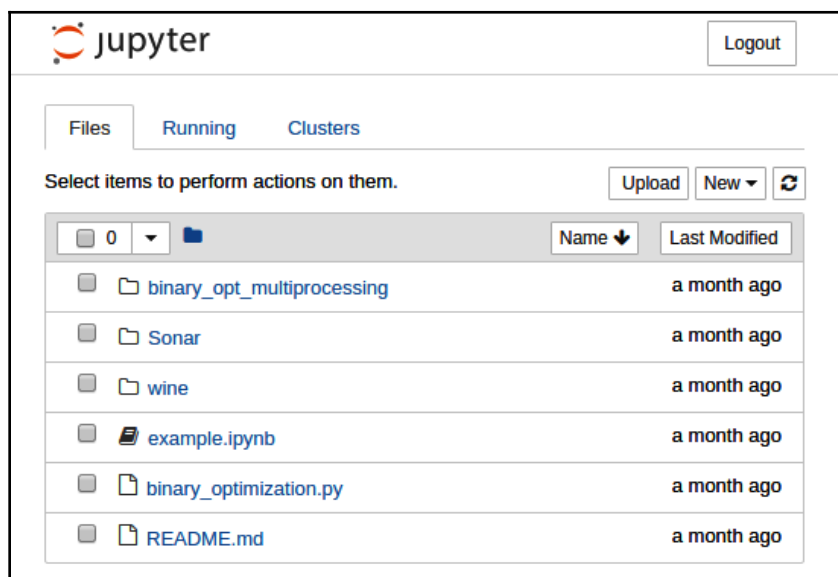 jupyter
Logout
Files Running Clusters
Select items to perform actions on them.
Upload New
0 Name Last Modified
binary_opt_multiprocessing a month ago
Sonar a month ago
wine a month ago
example.ipynb a month ago
binary_optimization.py a month ago
README.md a month ago